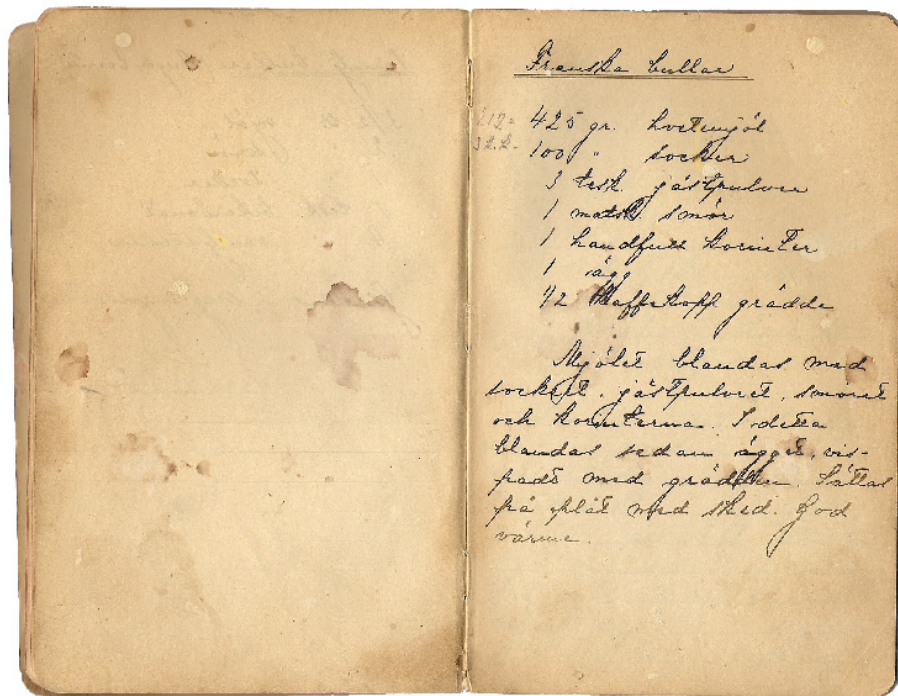 Franska bullar
425 gr. hvetemjöl
100 " socker
3 tesk. jästpulver
1 matsk. smör
1 handfull korinter
1 ägg
1/2 kaffekopp grädde
Mjölet blandas med
sockret, jästpulvret, smöret
och korinterna. I detta
blandas sedan ägget, vis-
padt med grädden. Sättas
på plåt med sked. God
värme.